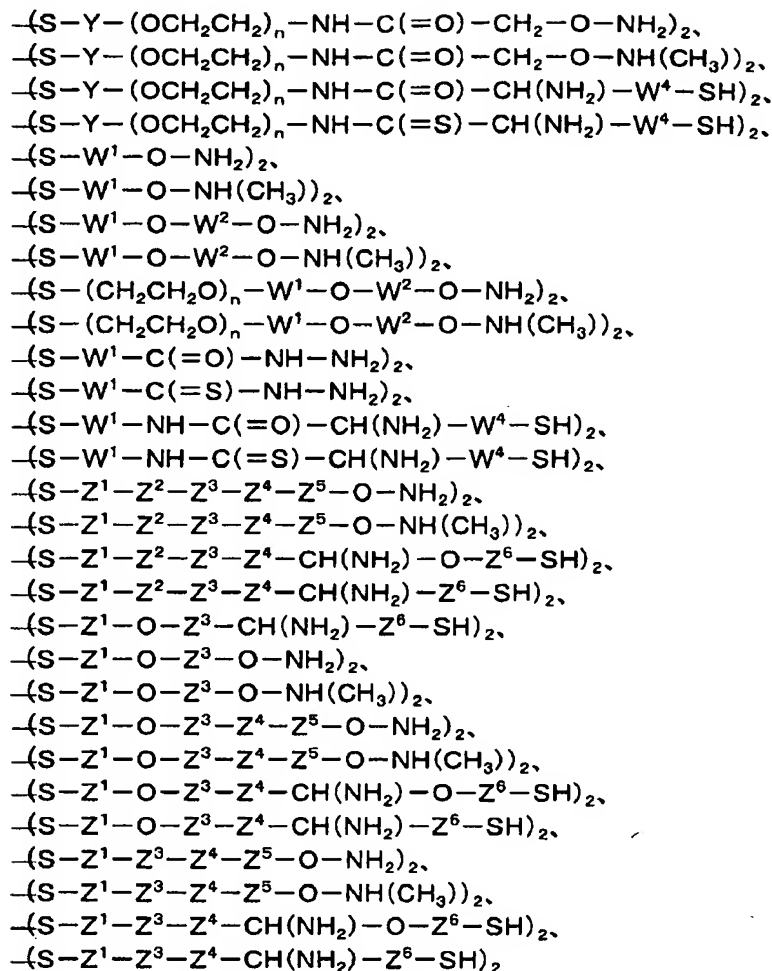 -(S-Y-(OCH₂CH₂)ₙ-NH-C(=O)-CH₂-O-NH₂)₂、
-(S-Y-(OCH₂CH₂)ₙ-NH-C(=O)-CH₂-O-NH(CH₃))₂、
-(S-Y-(OCH₂CH₂)ₙ-NH-C(=O)-CH(NH₂)-W⁴-SH)₂、
-(S-Y-(OCH₂CH₂)ₙ-NH-C(=S)-CH(NH₂)-W⁴-SH)₂、
-(S-W¹-O-NH₂)₂、
-(S-W¹-O-NH(CH₃))₂、
-(S-W¹-O-W²-O-NH₂)₂、
-(S-W¹-O-W²-O-NH(CH₃))₂、
-(S-(CH₂CH₂O)ₙ-W¹-O-W²-O-NH₂)₂、
-(S-(CH₂CH₂O)ₙ-W¹-O-W²-O-NH(CH₃))₂、
-(S-W¹-C(=O)-NH-NH₂)₂、
-(S-W¹-C(=S)-NH-NH₂)₂、
-(S-W¹-NH-C(=O)-CH(NH₂)-W⁴-SH)₂、
-(S-W¹-NH-C(=S)-CH(NH₂)-W⁴-SH)₂、
-(S-Z¹-Z²-Z³-Z⁴-Z⁵-O-NH₂)₂、
-(S-Z¹-Z²-Z³-Z⁴-Z⁵-O-NH(CH₃))₂、
-(S-Z¹-Z²-Z³-Z⁴-CH(NH₂)-O-Z⁶-SH)₂、
-(S-Z¹-Z²-Z³-Z⁴-CH(NH₂)-Z⁶-SH)₂、
-(S-Z¹-O-Z³-CH(NH₂)-Z⁶-SH)₂、
-(S-Z¹-O-Z³-O-NH₂)₂、
-(S-Z¹-O-Z³-O-NH(CH₃))₂、
-(S-Z¹-O-Z³-Z⁴-Z⁵-O-NH₂)₂、
-(S-Z¹-O-Z³-Z⁴-Z⁵-O-NH(CH₃))₂、
-(S-Z¹-O-Z³-Z⁴-CH(NH₂)-O-Z⁶-SH)₂、
-(S-Z¹-O-Z³-Z⁴-CH(NH₂)-Z⁶-SH)₂、
-(S-Z¹-Z³-Z⁴-Z⁵-O-NH₂)₂、
-(S-Z¹-Z³-Z⁴-Z⁵-O-NH(CH₃))₂、
-(S-Z¹-Z³-Z⁴-CH(NH₂)-O-Z⁶-SH)₂、
-(S-Z¹-Z³-Z⁴-CH(NH₂)-Z⁶-SH)₂